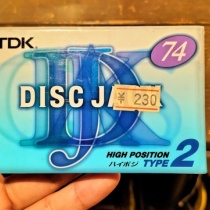 TDK
74
DISC JA
¥ 230
DJ
HIGH POSITION
ハイポジ TYPE 2